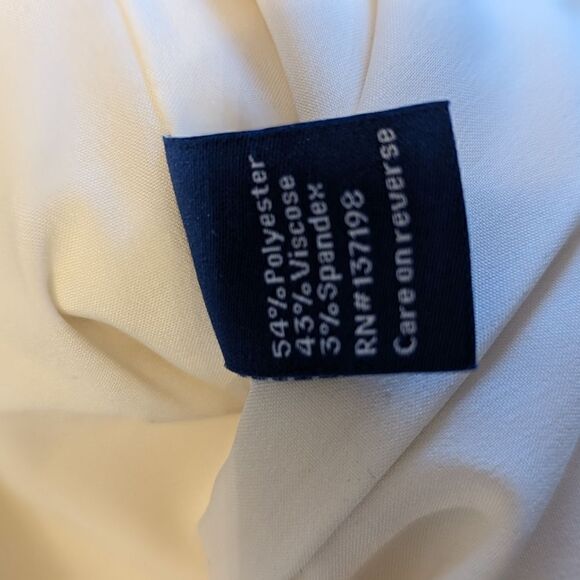 54%Polyester
43%Viscose
3%Spandex
RN#137198
Care on reverse